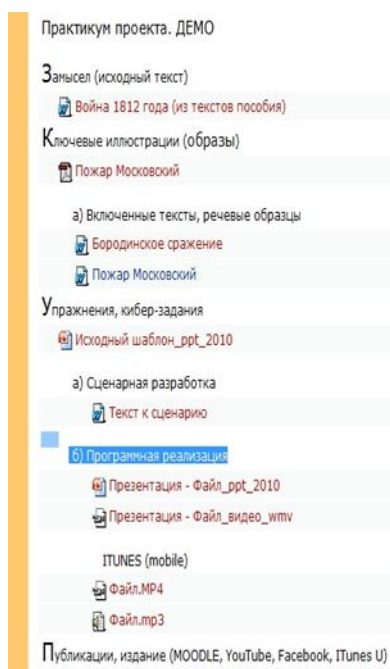 Практикум проекта. ДЕМО
Замысел (исходный текст)
Война 1812 года (из текстов пособия)
Ключевые иллюстрации (образы)
Пожар Московский
а) Включенные тексты, речевые образцы
Бородинское сражение
Пожар Московский
Упражнения, кибер-задания
Исходный шаблон_ppt_2010
а) Сценарная разработка
Текст к сценарию
б) Программная реализация
Презентация - Файл_ppt_2010
Презентация - Файл_видео_wmv
ITUNES (mobile)
Файл.MP4
Файл.mp3
Публикации, издание (MOODLE, YouTube, Facebook, ITunes U)